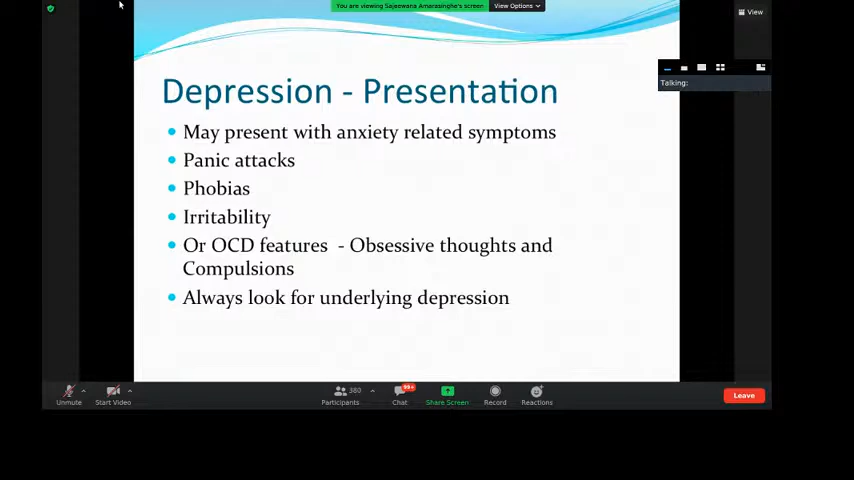 You are viewing Sajeewana Amarasinghe's screen
View Options
View
Talking:
Depression - Presentation
May present with anxiety related symptoms
Panic attacks
Phobias
Irritability
Or OCD features - Obsessive thoughts and
Compulsions
Always look for underlying depression
Unmute
Start Video
380
Participants
99+
Chat
Share Screen
Record
Reactions
Leave